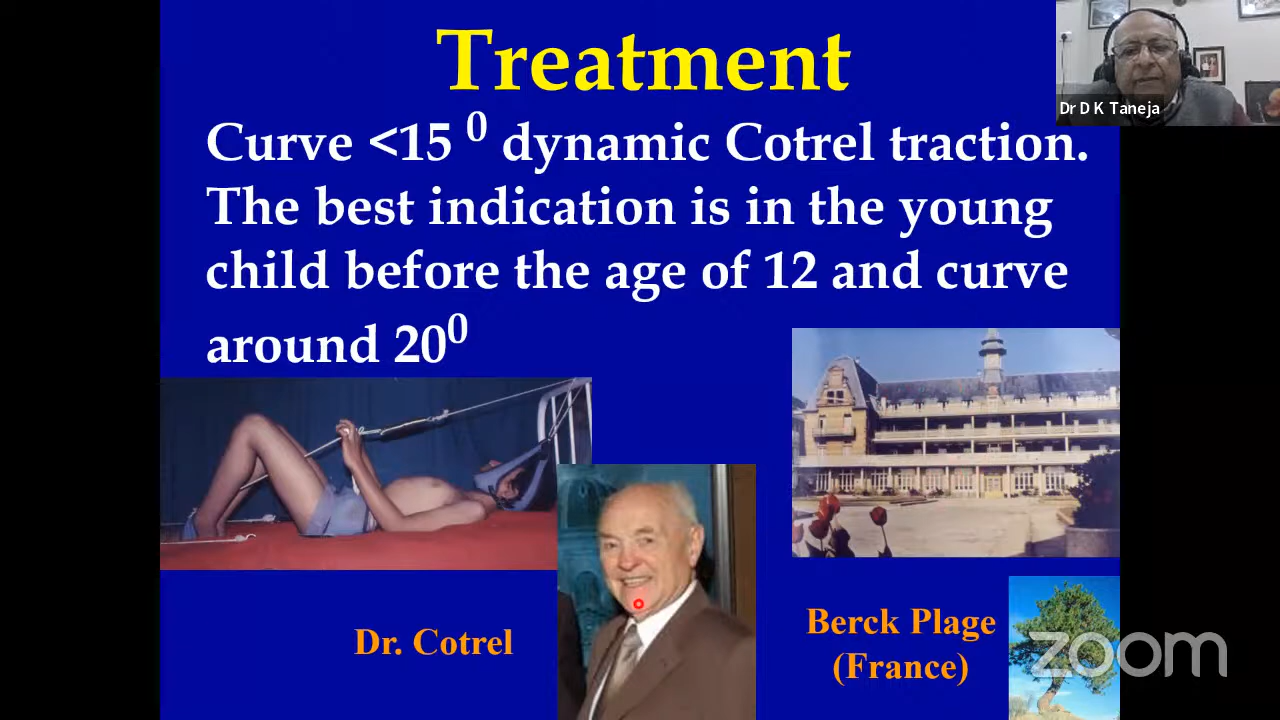 Treatment
Dr D K Taneja
Curve <15 ⁰ dynamic Cotrel traction.
The best indication is in the young
child before the age of 12 and curve
around 20⁰
Dr. Cotrel
Berck Plage
(France)
zoom